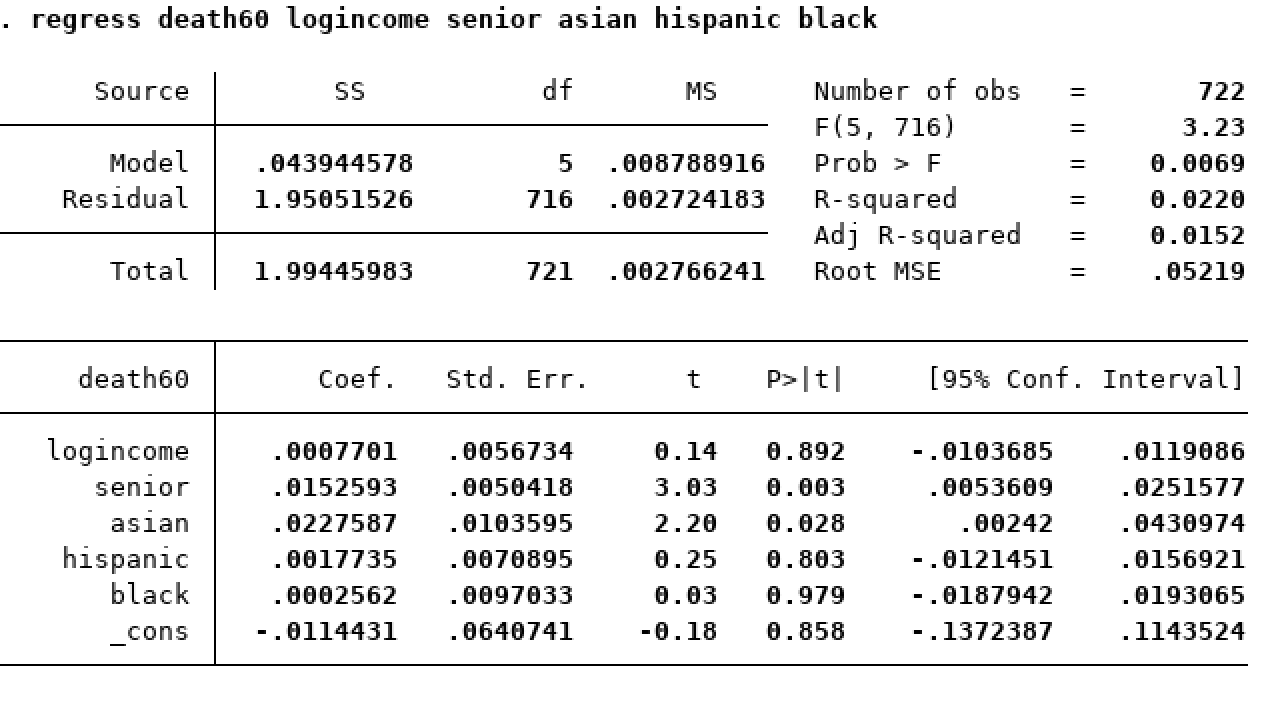 . regress death60 logincome senior asian hispanic black
Source SS df MS Number of obs = 722
F(5, 716) = 3.23
Model .043944578 5 .008788916 Prob > F = 0.0069
Residual 1.95051526 716 .002724183 R-squared = 0.0220
Adj R-squared = 0.0152
Total 1.99445983 721 .002766241 Root MSE = .05219
death60 Coef. Std. Err. t P>|t| [95% Conf. Interval]
logincome .0007701 .0056734 0.14 0.892 -.0103685 .0119086
senior .0152593 .0050418 3.03 0.003 .0053609 .0251577
asian .0227587 .0103595 2.20 0.028 .00242 .0430974
hispanic .0017735 .0070895 0.25 0.803 -.0121451 .0156921
black .0002562 .0097033 0.03 0.979 -.0187942 .0193065
_cons -.0114431 .0640741 -0.18 0.858 -.1372387 .1143524